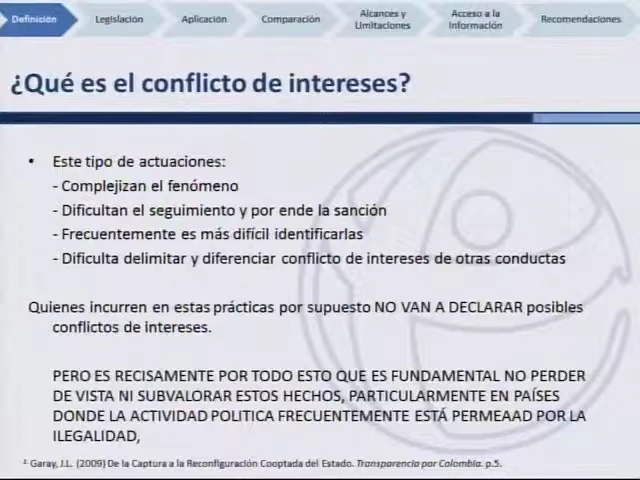 Definición
Legislación
Aplicación
Comparación
Alcances y
Limitaciones
Acceso a la
Información
Recomendaciones
¿Qué es el conflicto de intereses?
• Este tipo de actuaciones:
- Complejizan el fenómeno
- Dificultan el seguimiento y por ende la sanción
- Frecuentemente es más difícil identificarlas
- Dificulta delimitar y diferenciar conflicto de intereses de otras conductas
Quienes incurren en estas prácticas por supuesto NO VAN A DECLARAR posibles
conflictos de intereses.
PERO ES RECISAMENTE POR TODO ESTO QUE ES FUNDAMENTAL NO PERDER
DE VISTA NI SUBVALORAR ESTOS HECHOS, PARTICULARMENTE EN PAÍSES
DONDE LA ACTIVIDAD POLITICA FRECUENTEMENTE ESTÁ PERMEAAD POR LA
ILEGALIDAD,
2. Garay, J.L. (2009) De la Captura a la Reconfiguración Cooptada del Estado. Transparencia por Colombia. p.5.